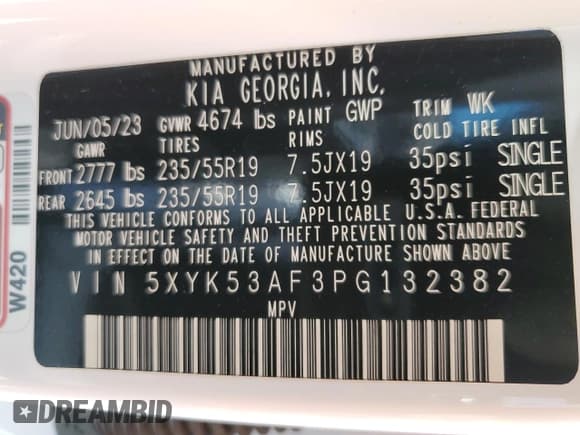 MANUFACTURED BY
KIA GEORGIA, INC.
JUN/05/23 GVWR 4674 lbs PAINT GWP TRIM WK
GAWR TIRES RIMS COLD TIRE INFL
FRONT 2777 lbs 235/55R19 7.5JX19 35psi SINGLE
REAR 2645 lbs 235/55R19 7.5JX19 35psi SINGLE
THIS VEHICLE CONFORMS TO ALL APPLICABLE U.S.A. FEDERAL
MOTOR VEHICLE SAFETY AND THEFT PREVENTION STANDARDS
IN EFFECT ON THE DATE OF MANUFACTURE SHOWN ABOVE
VIN 5XYK53AF3PG132382
MPV
W420
DREAMBID